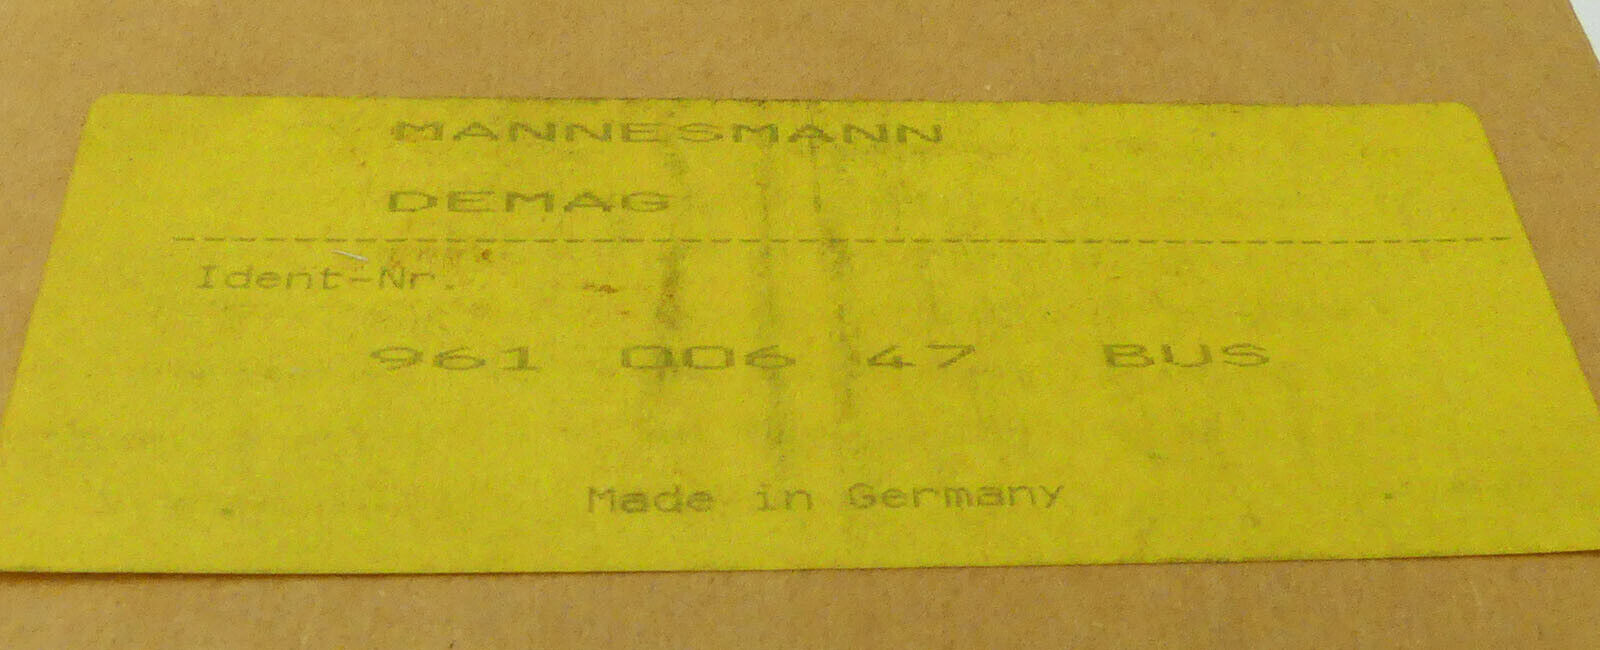 MANNESMANN
DEMAG
Ident-Nr.
961 006 47 BUS
Made in Germany